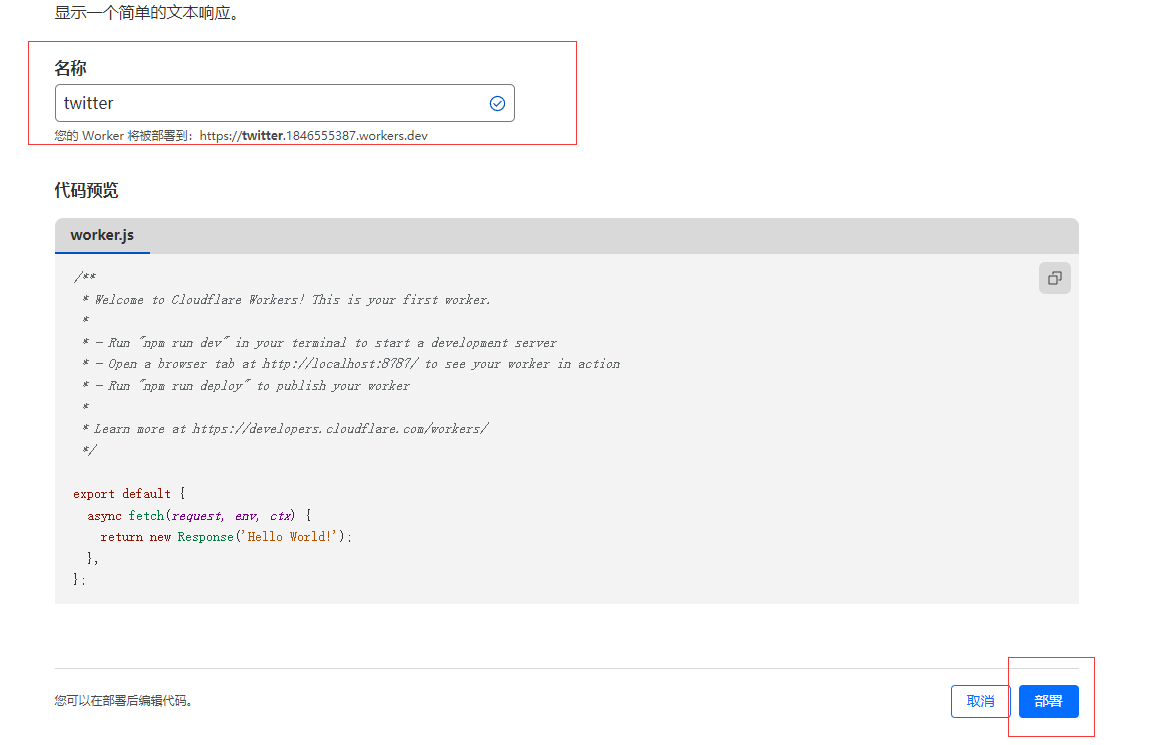 显示一个简单的文本响应。
名称
twitter
您的 Worker 将被部署到：https://twitter.1846555387.workers.dev
代码预览
worker.js
/**
 * Welcome to Cloudflare Workers! This is your first worker.
 *
 * - Run "npm run dev" in your terminal to start a development server
 * - Open a browser tab at http://localhost:8787/ to see your worker in action
 * - Run "npm run deploy" to publish your worker
 *
 * Learn more at https://developers.cloudflare.com/workers/
 */
export default {
  async fetch(request, env, ctx) {
    return new Response('Hello World!');
  },
};
您可以在部署后编辑代码。
取消 部署